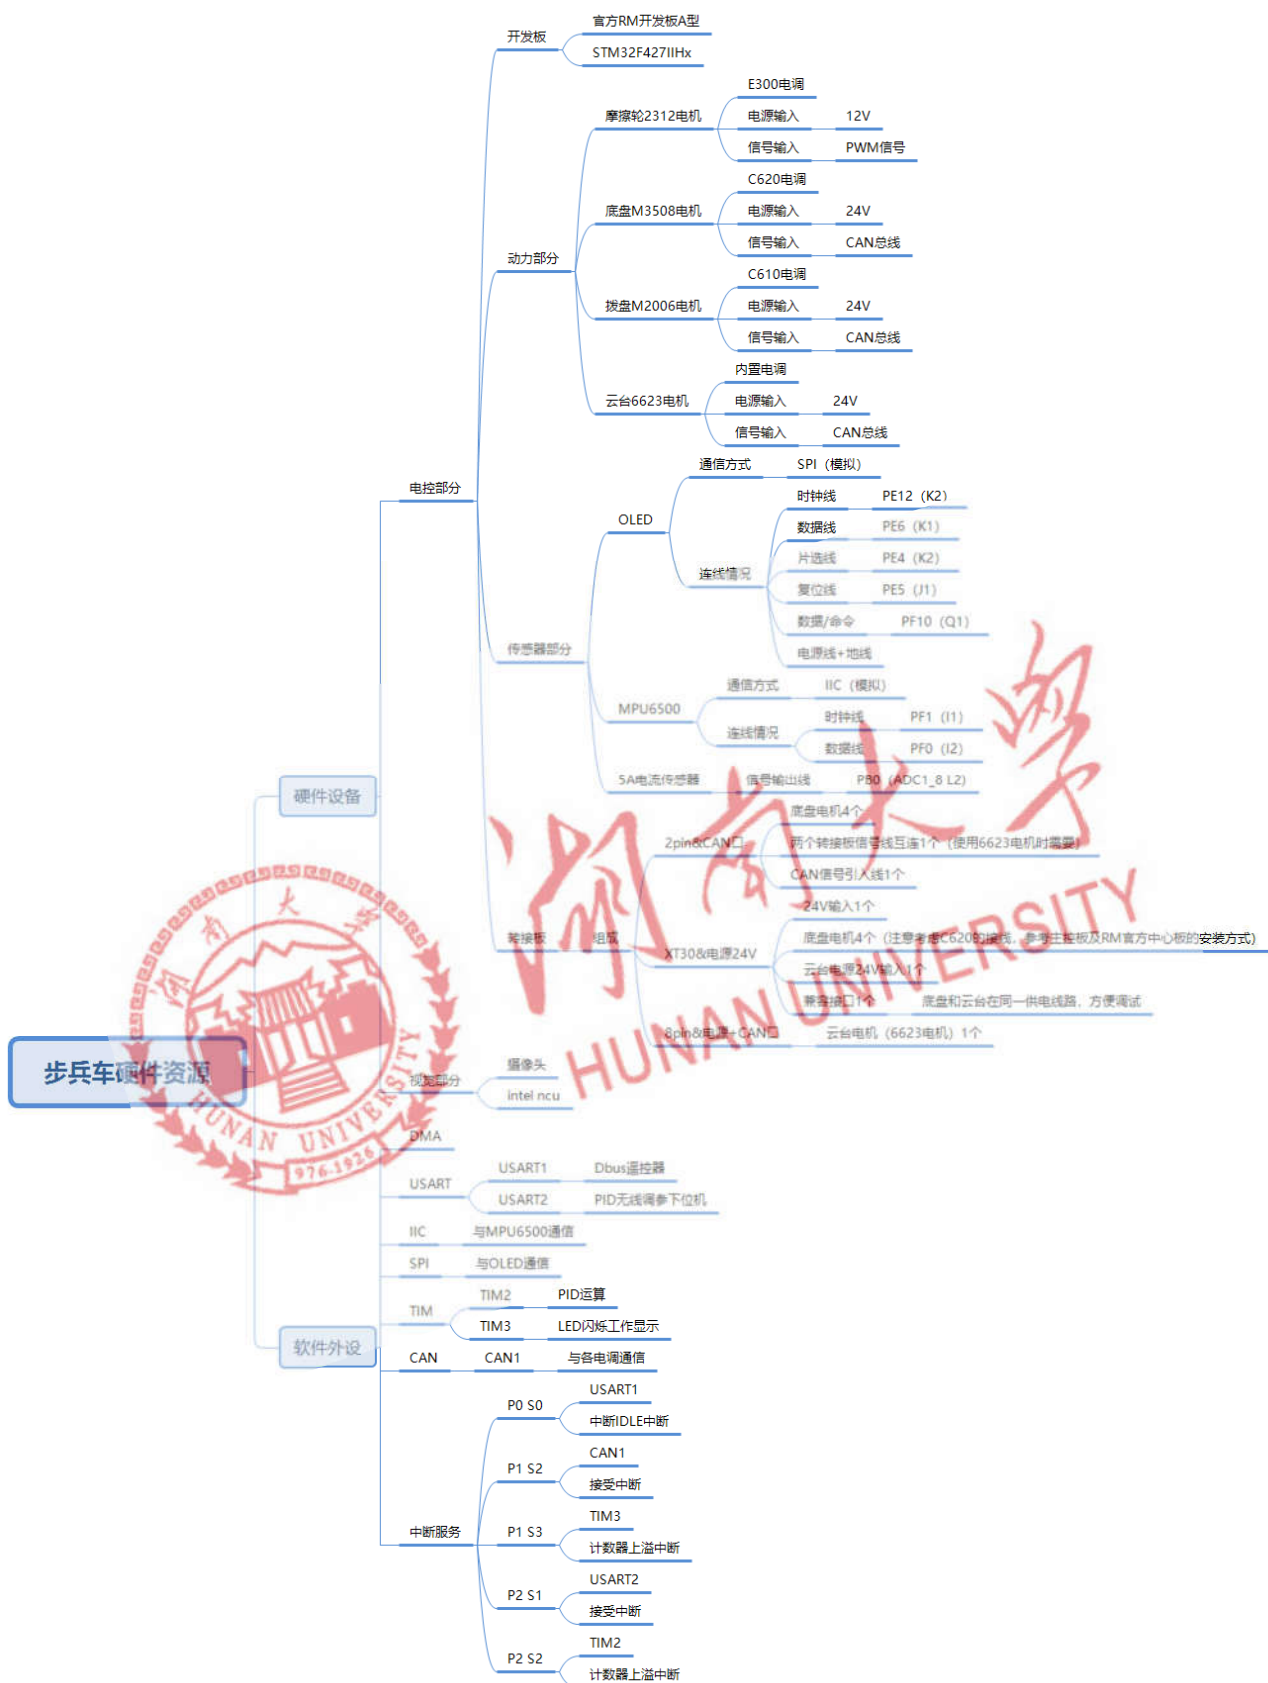 步兵车硬件资源
硬件设备
电控部分
开发板
官方RM开发板A型
STM32F427IIHx
动力部分
摩擦轮2312电机
E300电调
电源输入
12V
信号输入
PWM信号
底盘M3508电机
C620电调
电源输入
24V
信号输入
CAN总线
拨盘M2006电机
C610电调
电源输入
24V
信号输入
CAN总线
云台6623电机
内置电调
电源输入
24V
信号输入
CAN总线
传感器部分
OLED
通信方式
SPI（模拟）
连线情况
时钟线
PE12（K2）
数据线
PE6（K1）
片选线
PE4（K2）
复位线
PE5（J1）
数据/命令
PF10（Q1）
电源线+地线
MPU6500
通信方式
IIC（模拟）
连线情况
时钟线
PF1（I1）
数据线
PF0（I2）
5A电流传感器
信号输出线
PB0（ADC1_8 L2）
转接板
组成
2pin&CAN口
底盘电机4个
两个转接板信号线互连1个（使用6623电机时需要）
CAN信号引入线1个
XT30&电源24V
24V输入1个
底盘电机4个（注意考虑C620的接线，参考主控板及RM官方中心板的安装方式）
云台电源24V输入1个
兼容接口1个
底盘和云台在同一供电线路，方便调试
8pin&电源+CAN口
云台电机（6623电机）1个
视觉部分
摄像头
intel ncu
软件外设
DMA
USART
USART1
Dbus遥控器
USART2
PID无线调参下位机
IIC
与MPU6500通信
SPI
与OLED通信
TIM
TIM2
PID运算
TIM3
LED闪烁工作显示
CAN
CAN1
与各电调通信
中断服务
P0 S0
USART1
中断IDLE中断
P1 S2
CAN1
接受中断
P1 S3
TIM3
计数器上溢中断
P2 S1
USART2
接受中断
P2 S2
TIM2
计数器上溢中断
湖南大学
HUNAN UNIVERSITY
湖南大学
HUNAN UNIVERSITY
976-1926